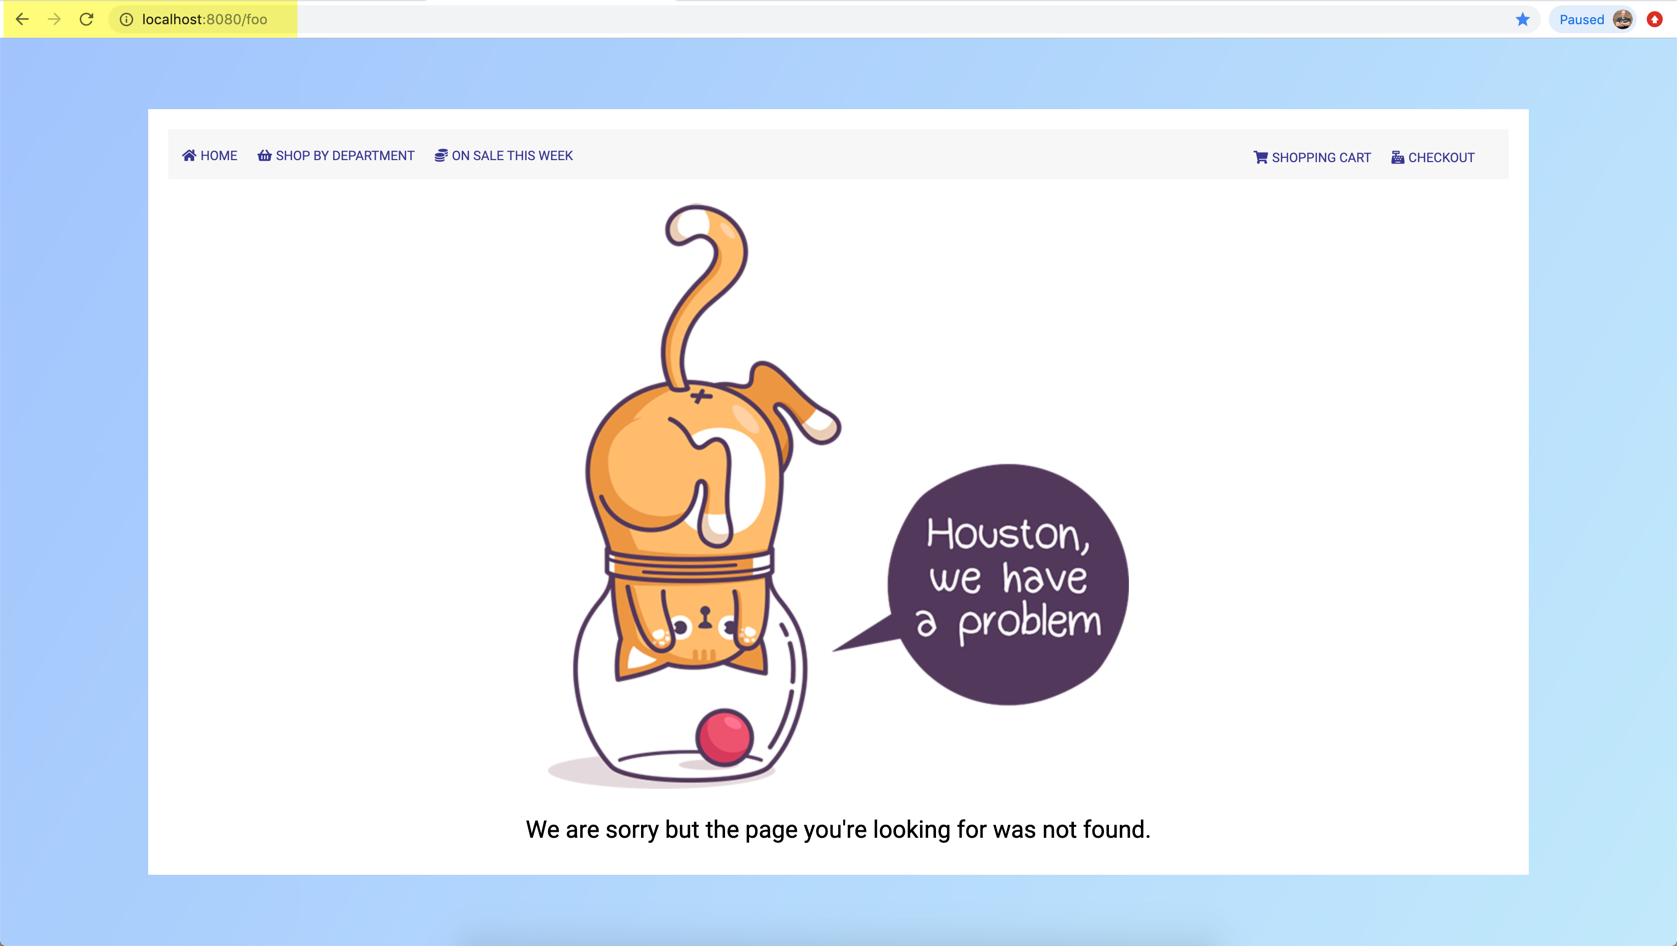 localhost:8080/foo
Paused
HOME SHOP BY DEPARTMENT ON SALE THIS WEEK SHOPPING CART CHECKOUT
Houston,
we have
a problem
We are sorry but the page you're looking for was not found.